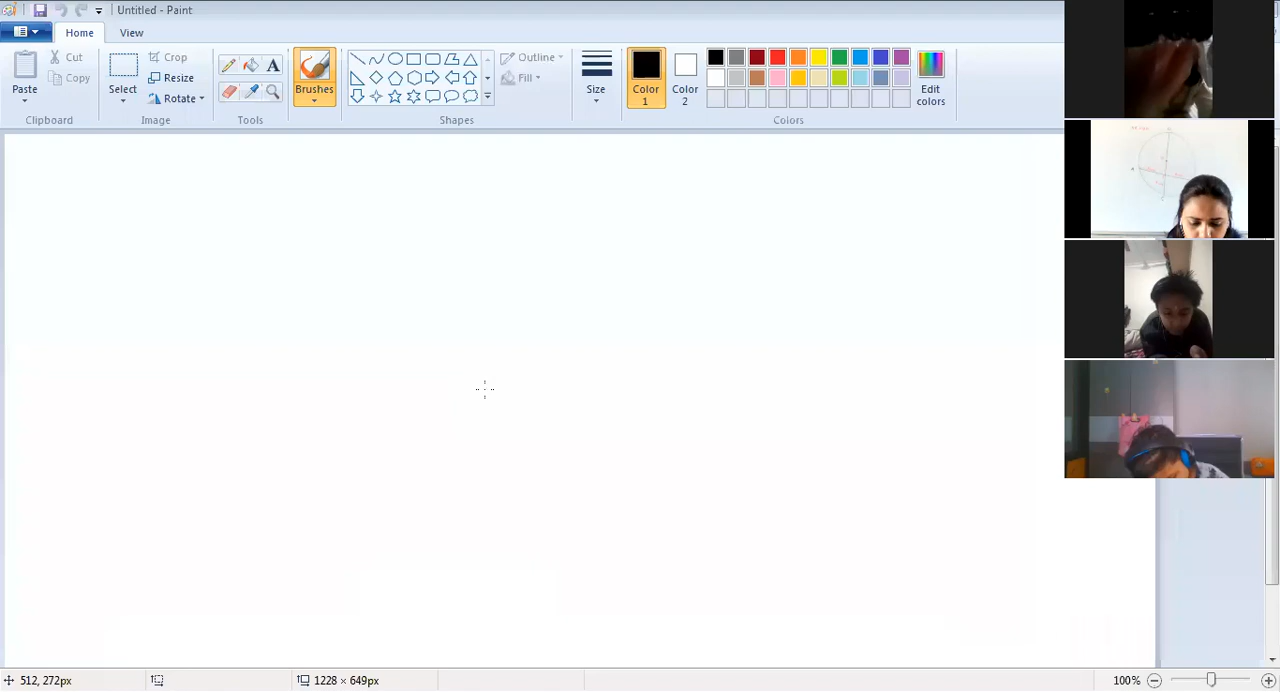 Untitled - Paint
Home View
Paste
Cut
Copy
Clipboard
Select
Crop
Resize
Rotate
Image
A
Tools
Brushes
Shapes
Outline
Fill
Size
Color 1
Color 2
Edit colors
Colors
512, 272px
1228 × 649px
100%